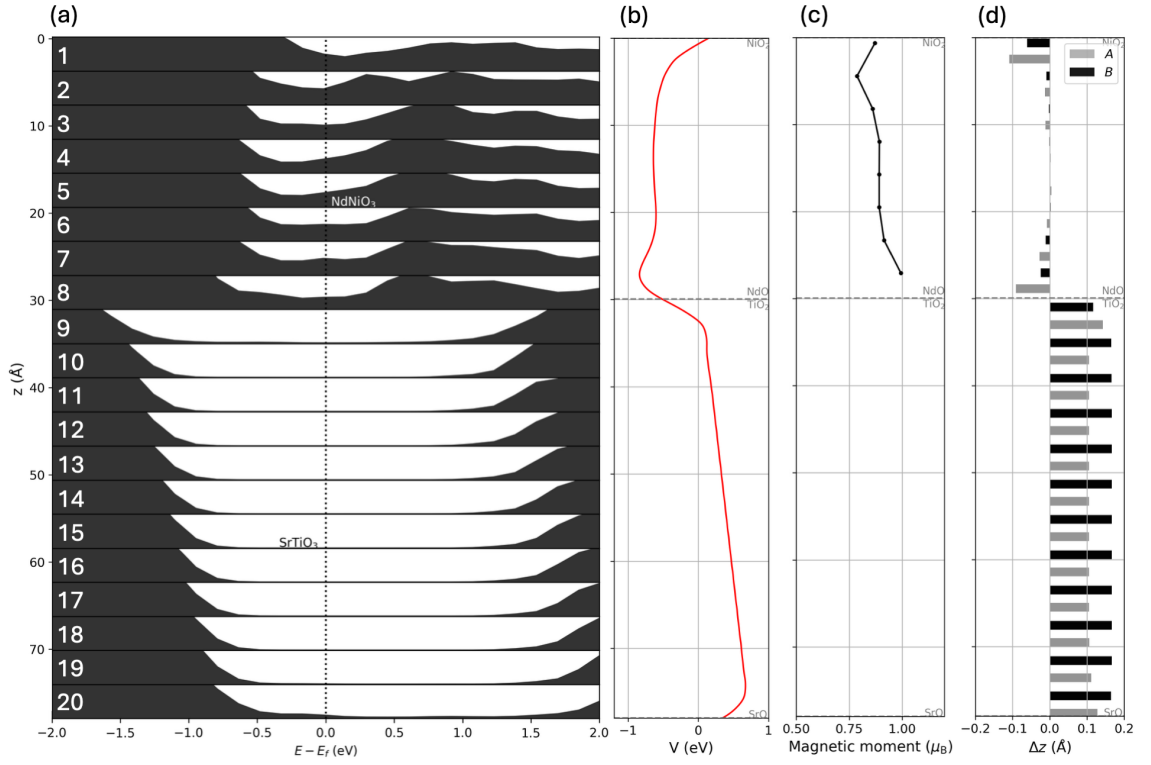 (a)
(b)
(c)
(d)
0
10
20
30
40
50
60
70
z (Å)
1
2
3
4
5
6
7
8
9
10
11
12
13
14
15
16
17
18
19
20
NdNiO₃
SrTiO₃
−2.0 −1.5 −1.0 −0.5 0.0 0.5 1.0 1.5 2.0
E − E_f (eV)
NiO₂
NdO
TiO₂
SrO
−1 0 1
V (eV)
NiO₂
NdO
TiO₂
SrO
0.50 0.75 1.00
Magnetic moment (μ_B)
NiO₂
A
B
NdO
TiO₂
SrO
−0.2 −0.1 0.0 0.1 0.2
Δz (Å)